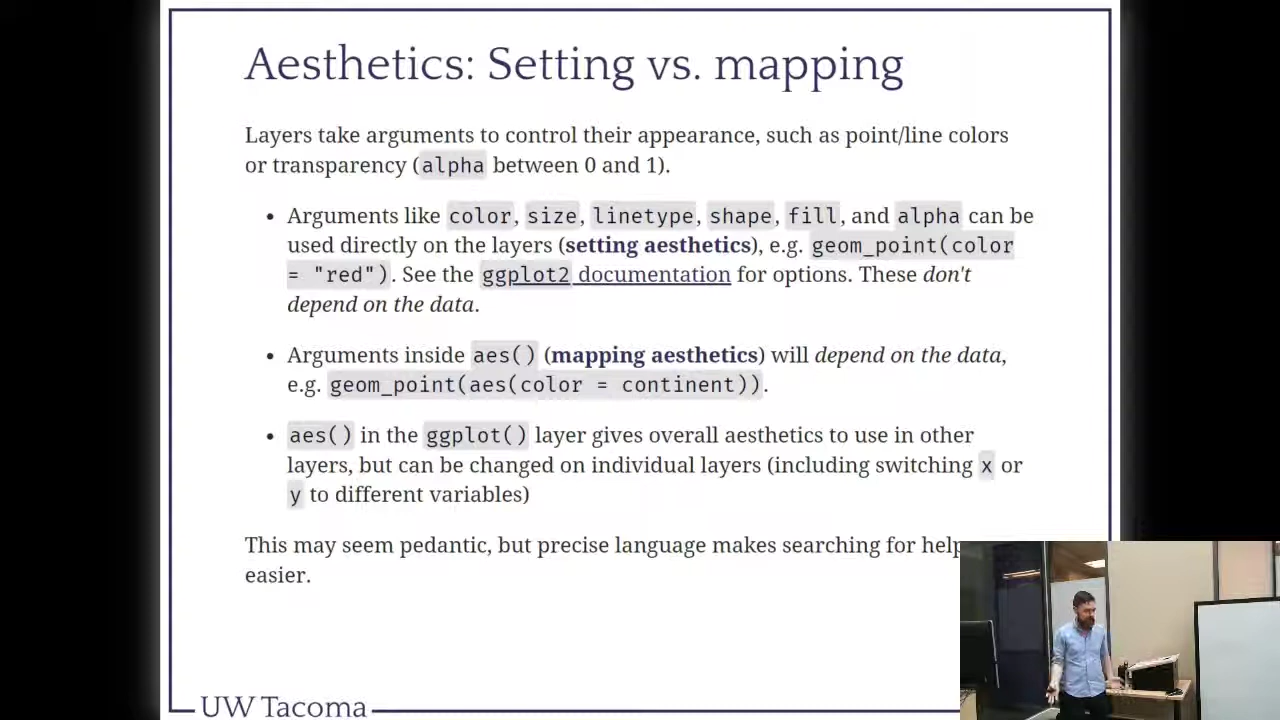 Aesthetics: Setting vs. mapping
Layers take arguments to control their appearance, such as point/line colors
or transparency (alpha between 0 and 1).
• Arguments like color, size, linetype, shape, fill, and alpha can be
used directly on the layers (setting aesthetics), e.g. geom_point(color
= "red"). See the ggplot2 documentation for options. These don't
depend on the data.
• Arguments inside aes() (mapping aesthetics) will depend on the data,
e.g. geom_point(aes(color = continent)).
• aes() in the ggplot() layer gives overall aesthetics to use in other
layers, but can be changed on individual layers (including switching x or
y to different variables)
This may seem pedantic, but precise language makes searching for help
easier.
UW Tacoma